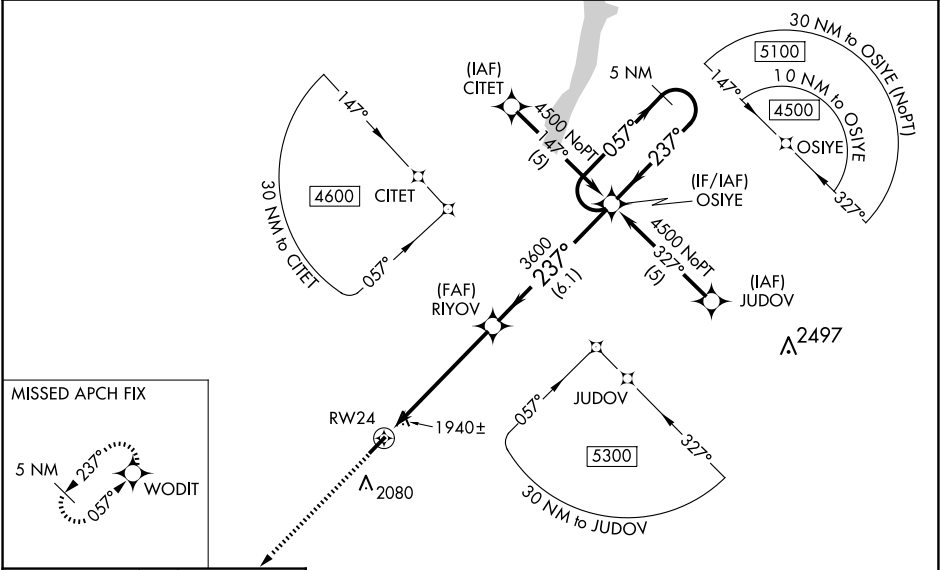 (IAF)
CITET
4500 NoPT
147°
(5)
5 NM
057°
237°
(IF/IAF)
OSIYE
30 NM to OSIYE (NoPT)
5100
10 NM to OSIYE
4500
147°
OSIYE
327°
147°
4600
CITET
057°
30 NM to CITET
3600
237°
(6.1)
4500 NoPT
327°
(5)
(IAF)
JUDOV
2497
(FAF)
RIYOV
RW24
1940±
2080
057°
JUDOV
327°
5300
30 NM to JUDOV
MISSED APCH FIX
5 NM
237°
057°
WODIT